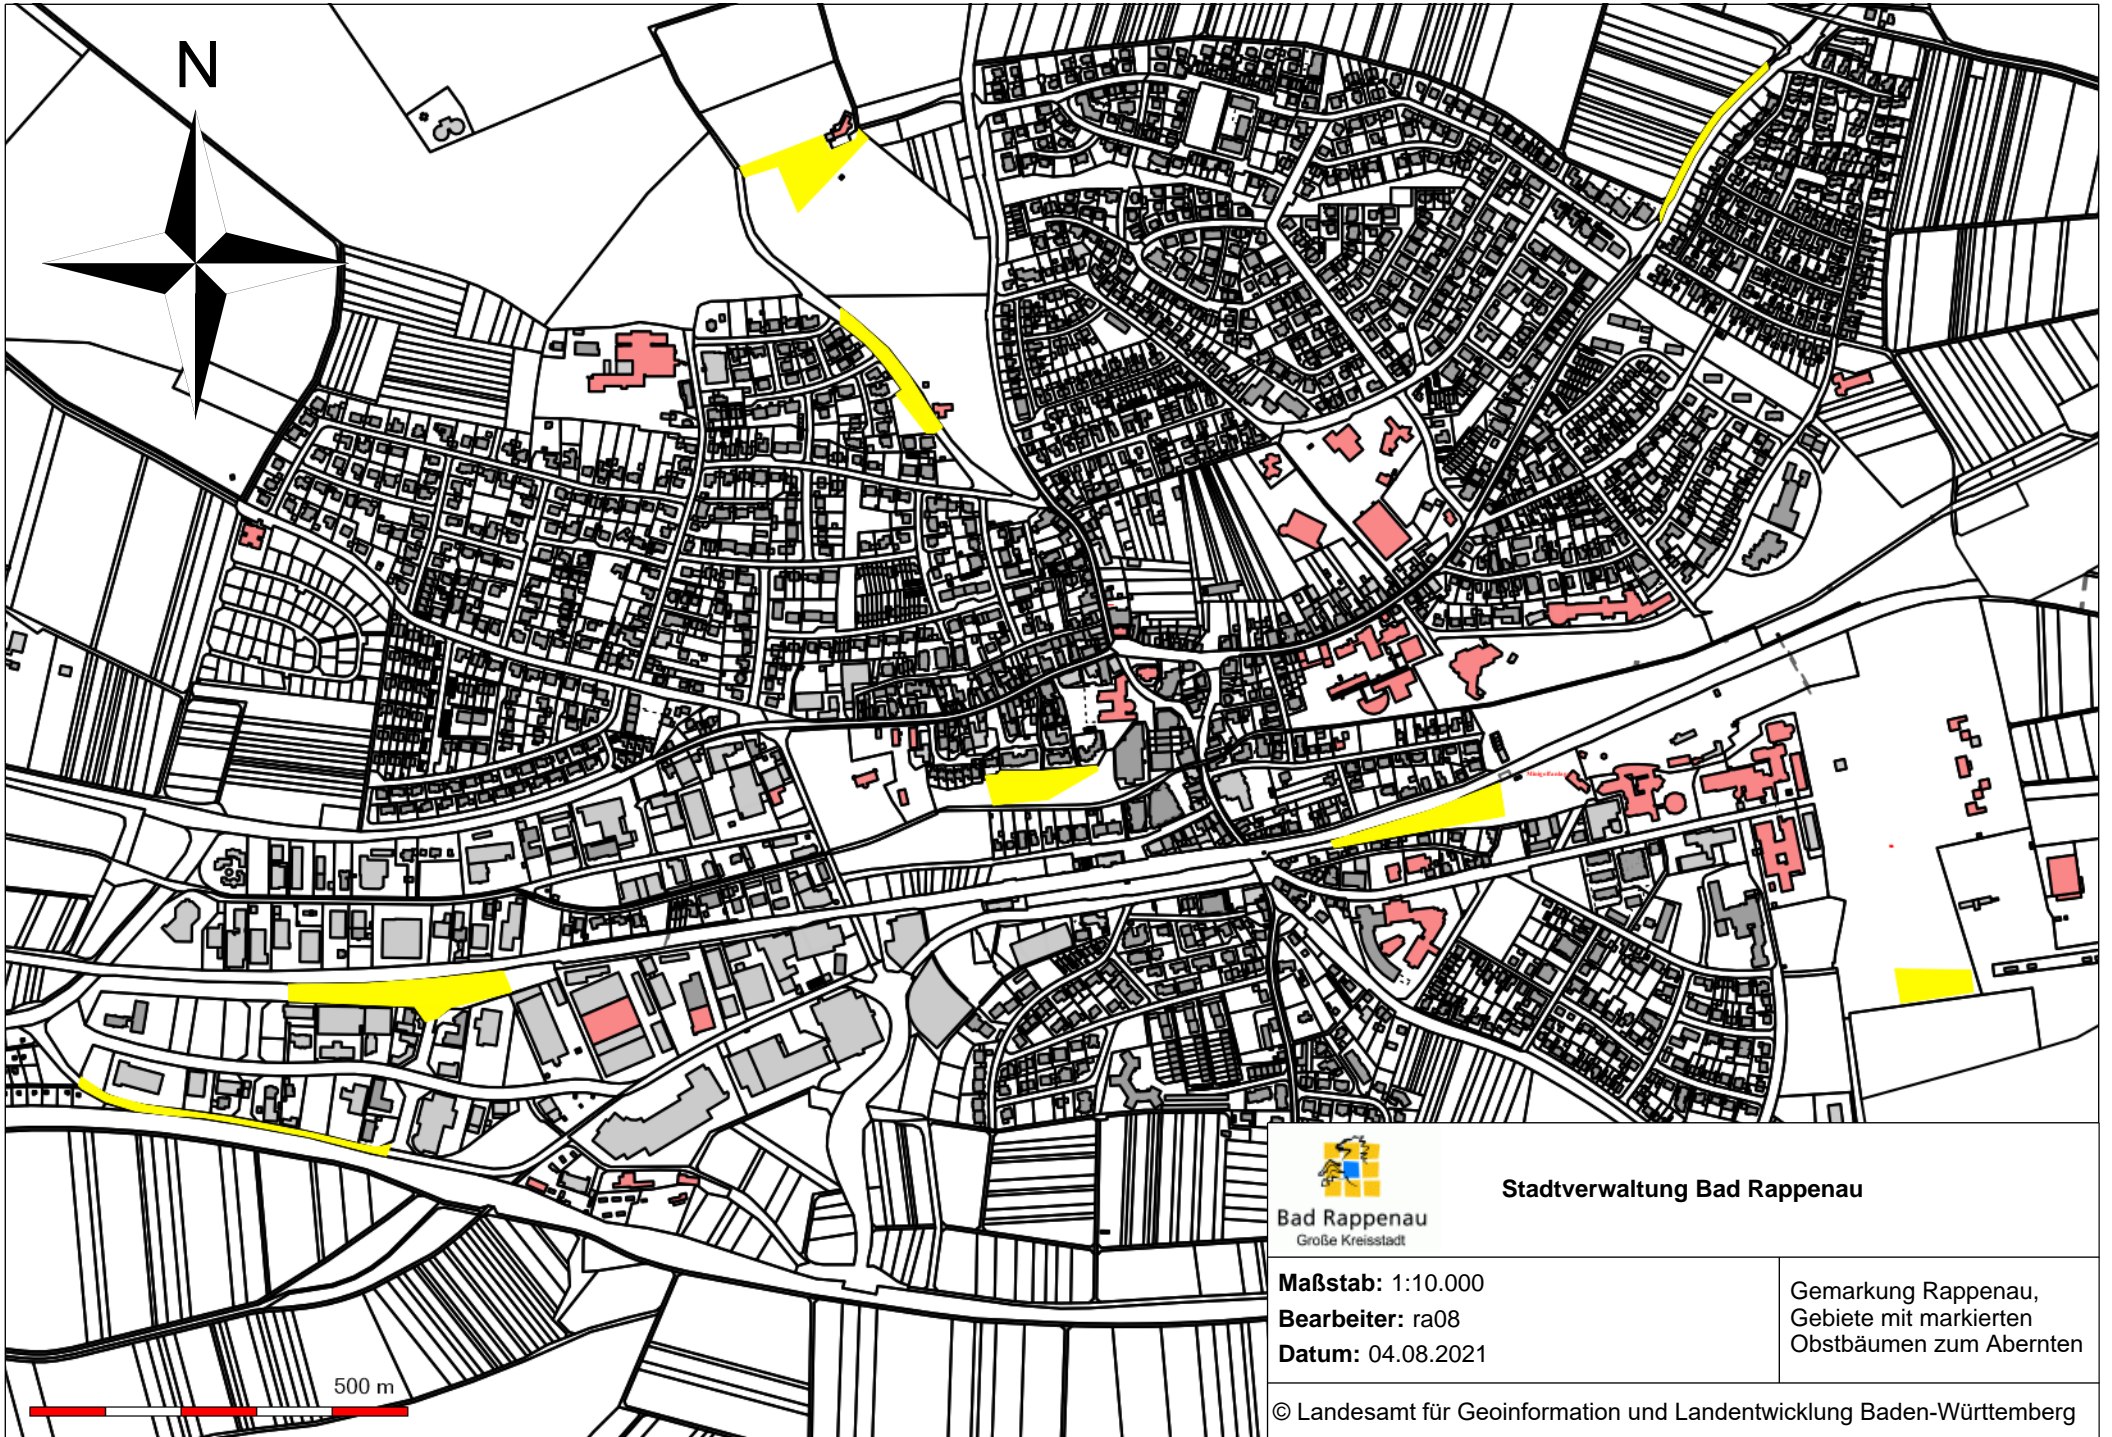 N
Minigolfanlage
500 m
Bad Rappenau
Große Kreisstadt
Stadtverwaltung Bad Rappenau
Maßstab: 1:10.000
Bearbeiter: ra08
Datum: 04.08.2021
Gemarkung Rappenau,
Gebiete mit markierten
Obstbäumen zum Abernten
© Landesamt für Geoinformation und Landentwicklung Baden-Württemberg